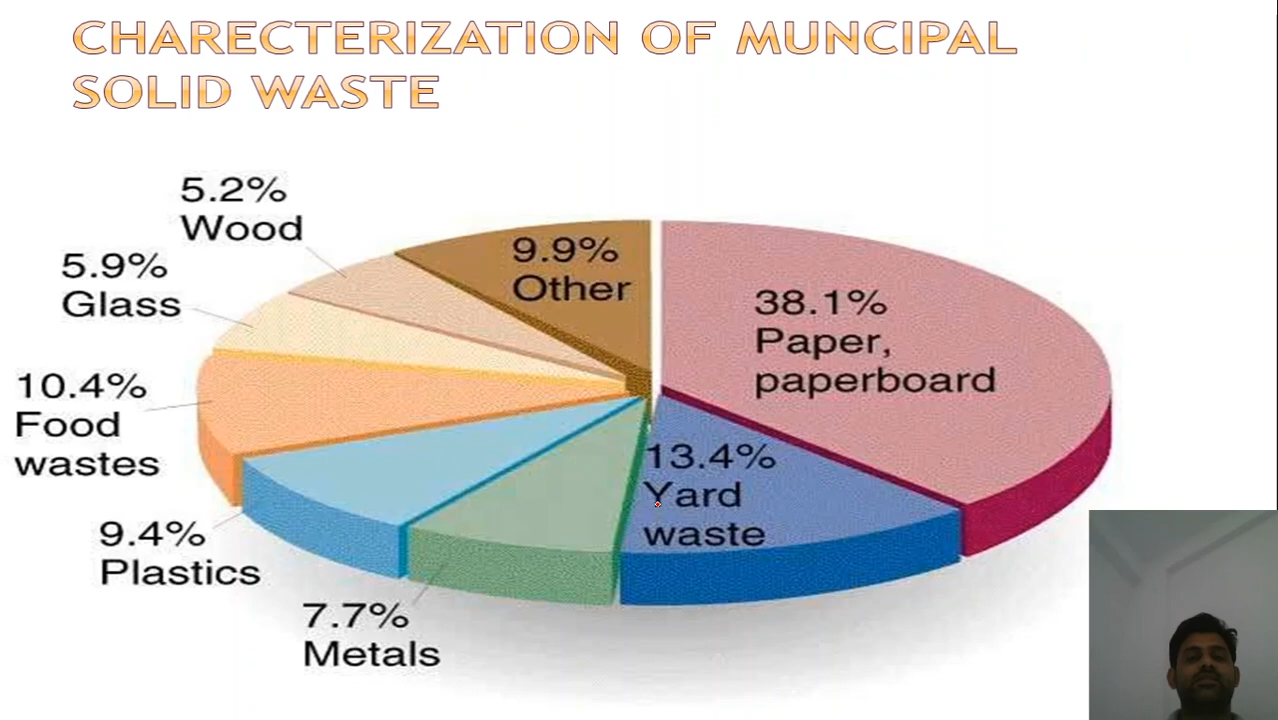 CHARECTERIZATION OF MUNCIPAL
SOLID WASTE
5.2%
Wood
9.9%
Other
5.9%
Glass
38.1%
Paper,
paperboard
10.4%
Food
wastes
13.4%
Yard
waste
9.4%
Plastics
7.7%
Metals